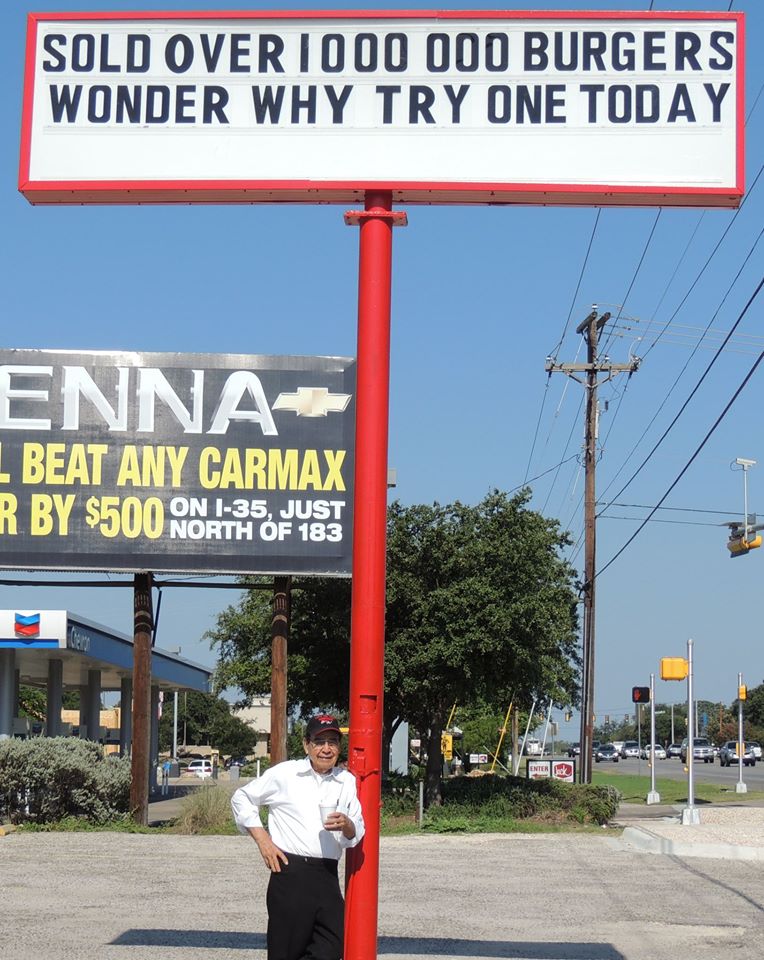 SOLD OVER 1000 000 BURGERS
WONDER WHY TRY ONE TODAY
ENNA
L BEAT ANY CARMAX
R BY $500 ON I-35, JUST
NORTH OF 183
Chevron
ENTER